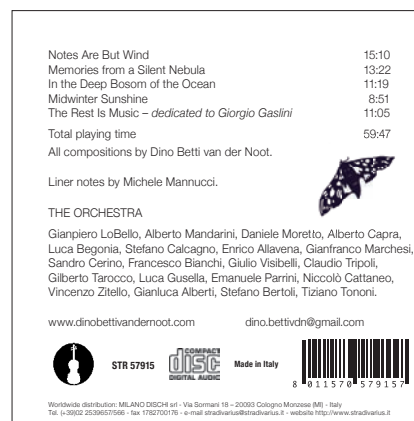 Notes Are But Wind 15:10
Memories from a Silent Nebula 13:22
In the Deep Bosom of the Ocean 11:19
Midwinter Sunshine 8:51
The Rest Is Music – dedicated to Giorgio Gaslini 11:05
Total playing time 59:47
All compositions by Dino Betti van der Noot.
Liner notes by Michele Mannucci.
THE ORCHESTRA
Gianpiero LoBello, Alberto Mandarini, Daniele Moretto, Alberto Capra,
Luca Begonia, Stefano Calcagno, Enrico Allavena, Gianfranco Marchesi,
Sandro Cerino, Francesco Bianchi, Giulio Visibelli, Claudio Tripoli,
Gilberto Tarocco, Luca Gusella, Emanuele Parrini, Niccolò Cattaneo,
Vincenzo Zitello, Gianluca Alberti, Stefano Bertoli, Tiziano Tononi.
www.dinobettivandernoot.com dino.bettivdn@gmail.com
STR 57915 COMPACT disc DIGITAL AUDIO Made in Italy
8 011570 579157
Worldwide distribution: MILANO DISCHI srl - Via Sormani 18 – 20093 Cologno Monzese (MI) - Italy
Tel. (+39)02 2539657/566 - fax 1782700176 - e-mail stradivarius@stradivarius.it - website http://www.stradivarius.it